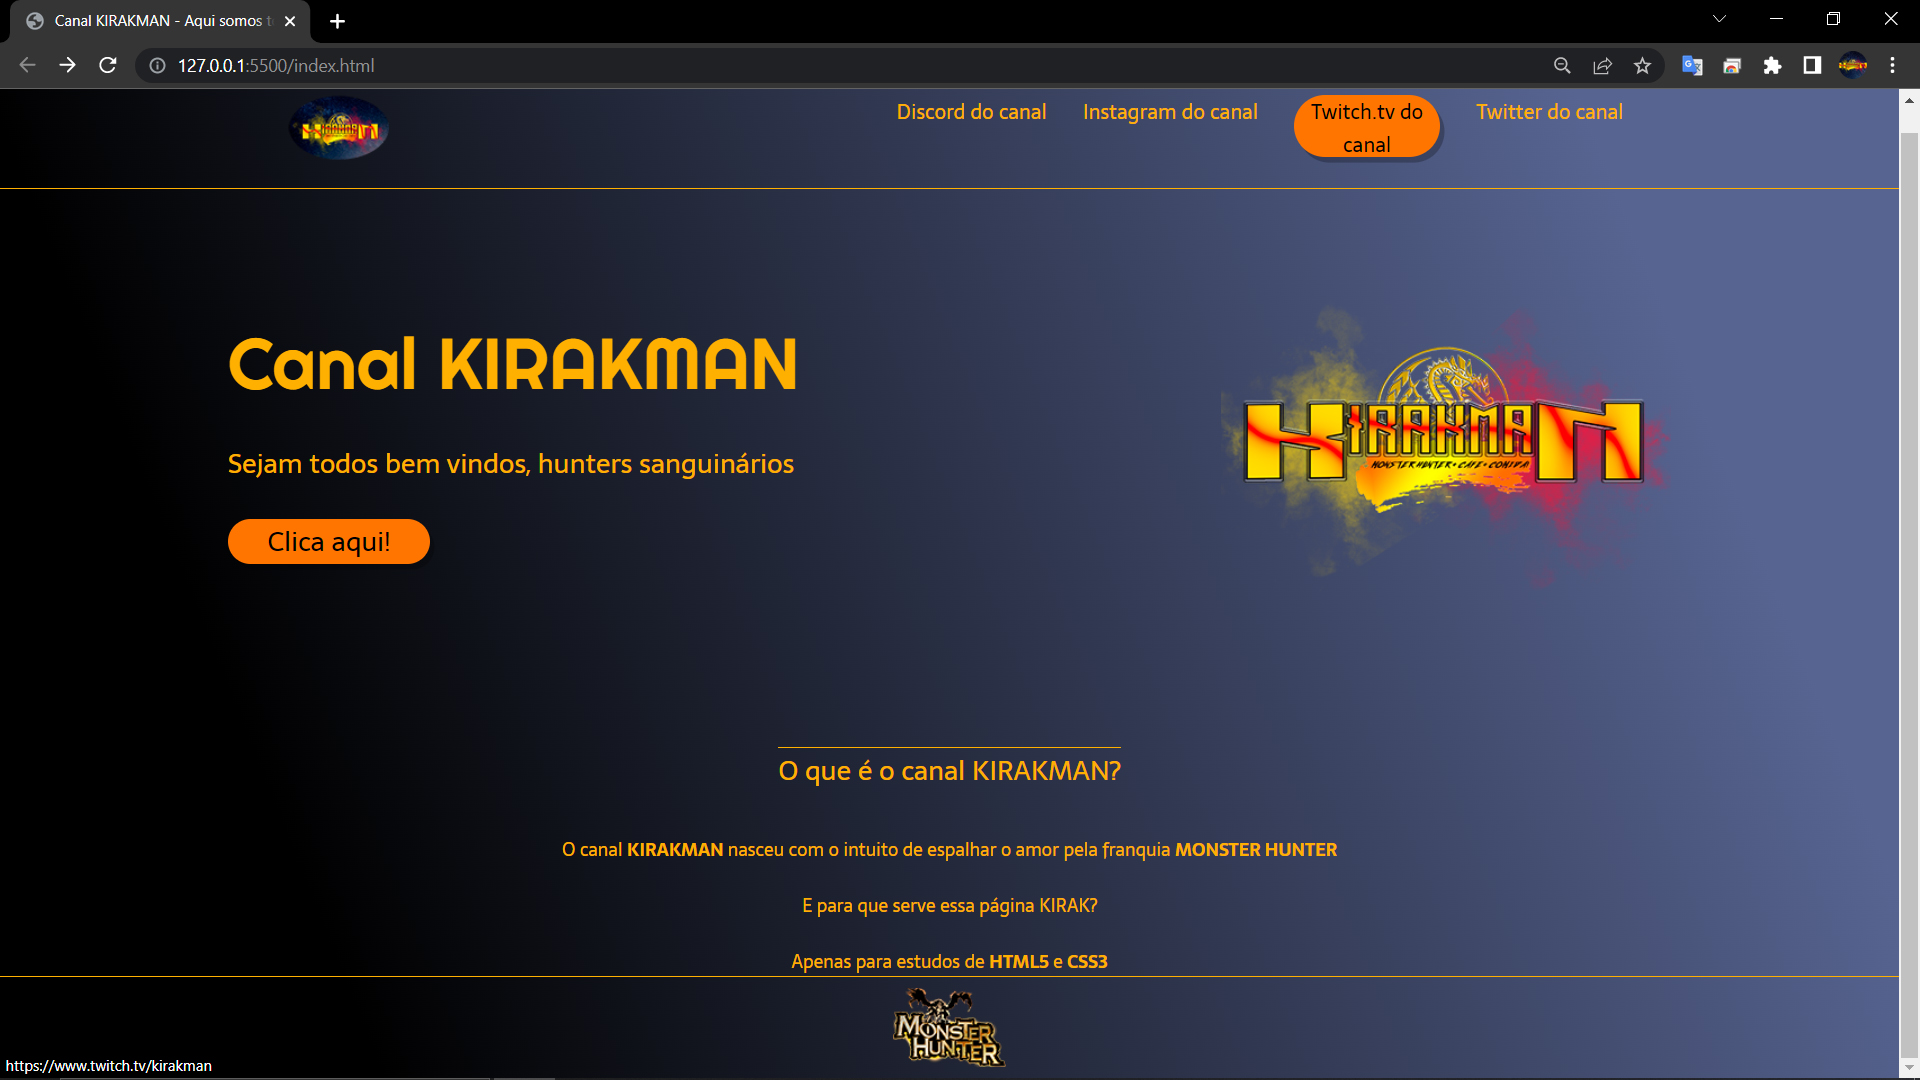 Canal KIRAKMAN - Aqui somos t
127.0.0.1:5500/index.html
KIRAKMAN
Discord do canal
Instagram do canal
Twitch.tv do
canal
Twitter do canal
Canal KIRAKMAN
Sejam todos bem vindos, hunters sanguinários
Clica aqui!
KIRAKMAN
MONSTER HUNTER • CAFE • COMIDA
O que é o canal KIRAKMAN?
O canal KIRAKMAN nasceu com o intuito de espalhar o amor pela franquia MONSTER HUNTER
E para que serve essa página KIRAK?
Apenas para estudos de HTML5 e CSS3
MONSTER
HUNTER
https://www.twitch.tv/kirakman